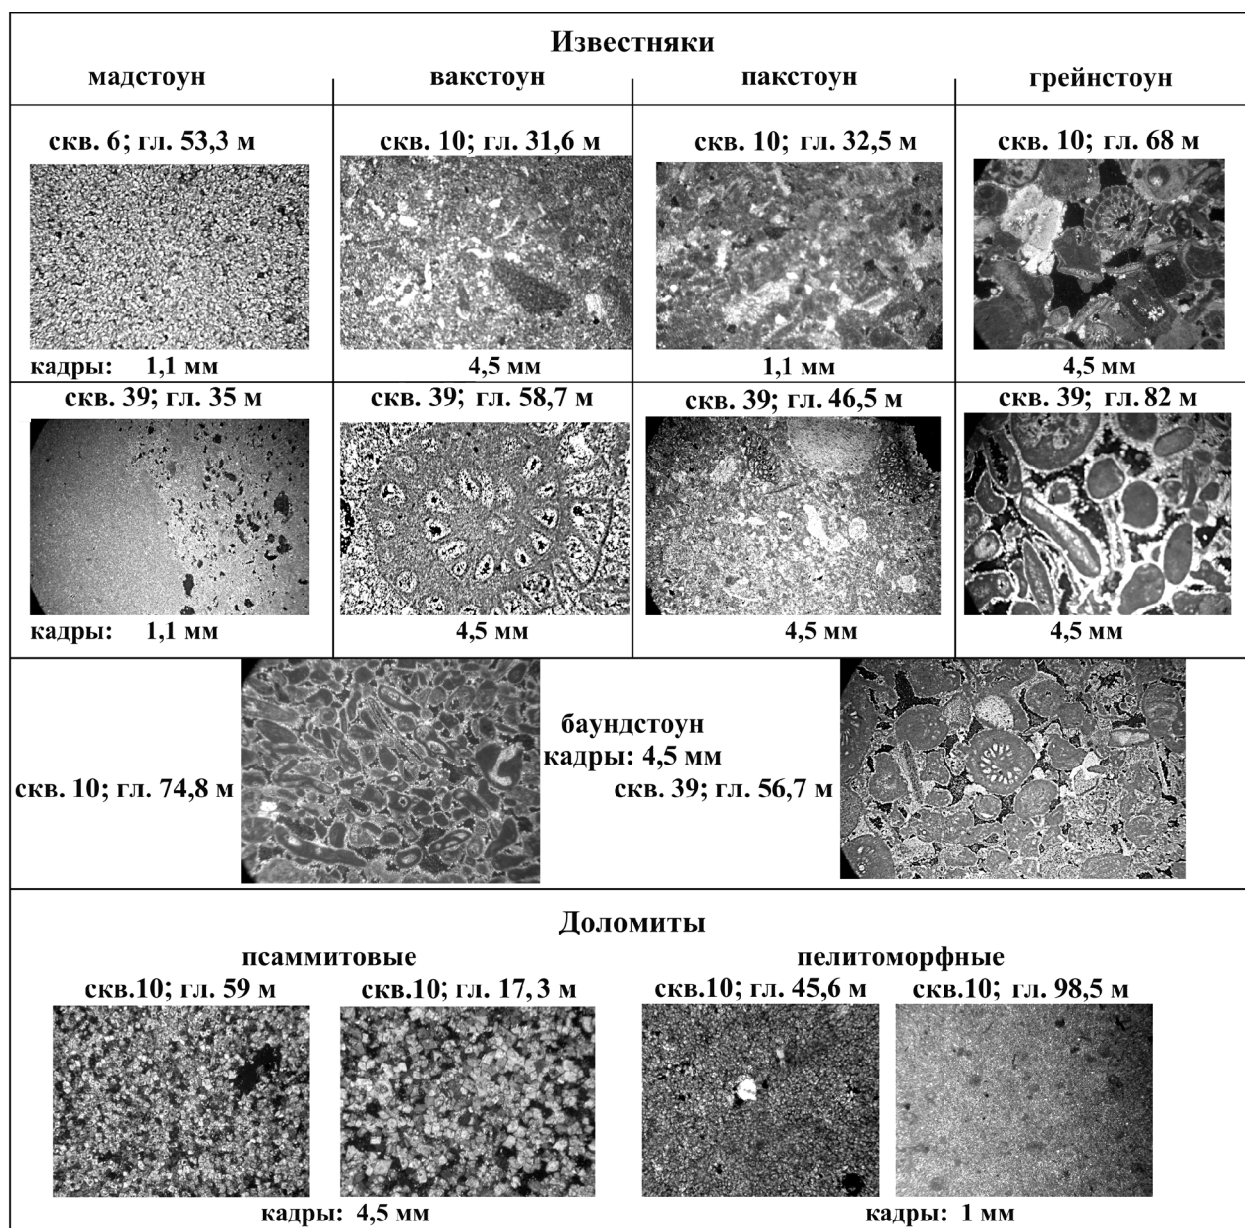 Известняки
мадстоун вакстоун пакстоун грейнстоун
скв. 6; гл. 53,3 м скв. 10; гл. 31,6 м скв. 10; гл. 32,5 м скв. 10; гл. 68 м
кадры: 1,1 мм 4,5 мм 1,1 мм 4,5 мм
скв. 39; гл. 35 м скв. 39; гл. 58,7 м скв. 39; гл. 46,5 м скв. 39; гл. 82 м
кадры: 1,1 мм 4,5 мм 4,5 мм 4,5 мм
баундстоун
кадры: 4,5 мм
скв. 10; гл. 74,8 м скв. 39; гл. 56,7 м
Доломиты
псаммитовые пелитоморфные
скв.10; гл. 59 м скв.10; гл. 17,3 м скв.10; гл. 45,6 м скв.10; гл. 98,5 м
кадры: 4,5 мм кадры: 1 мм